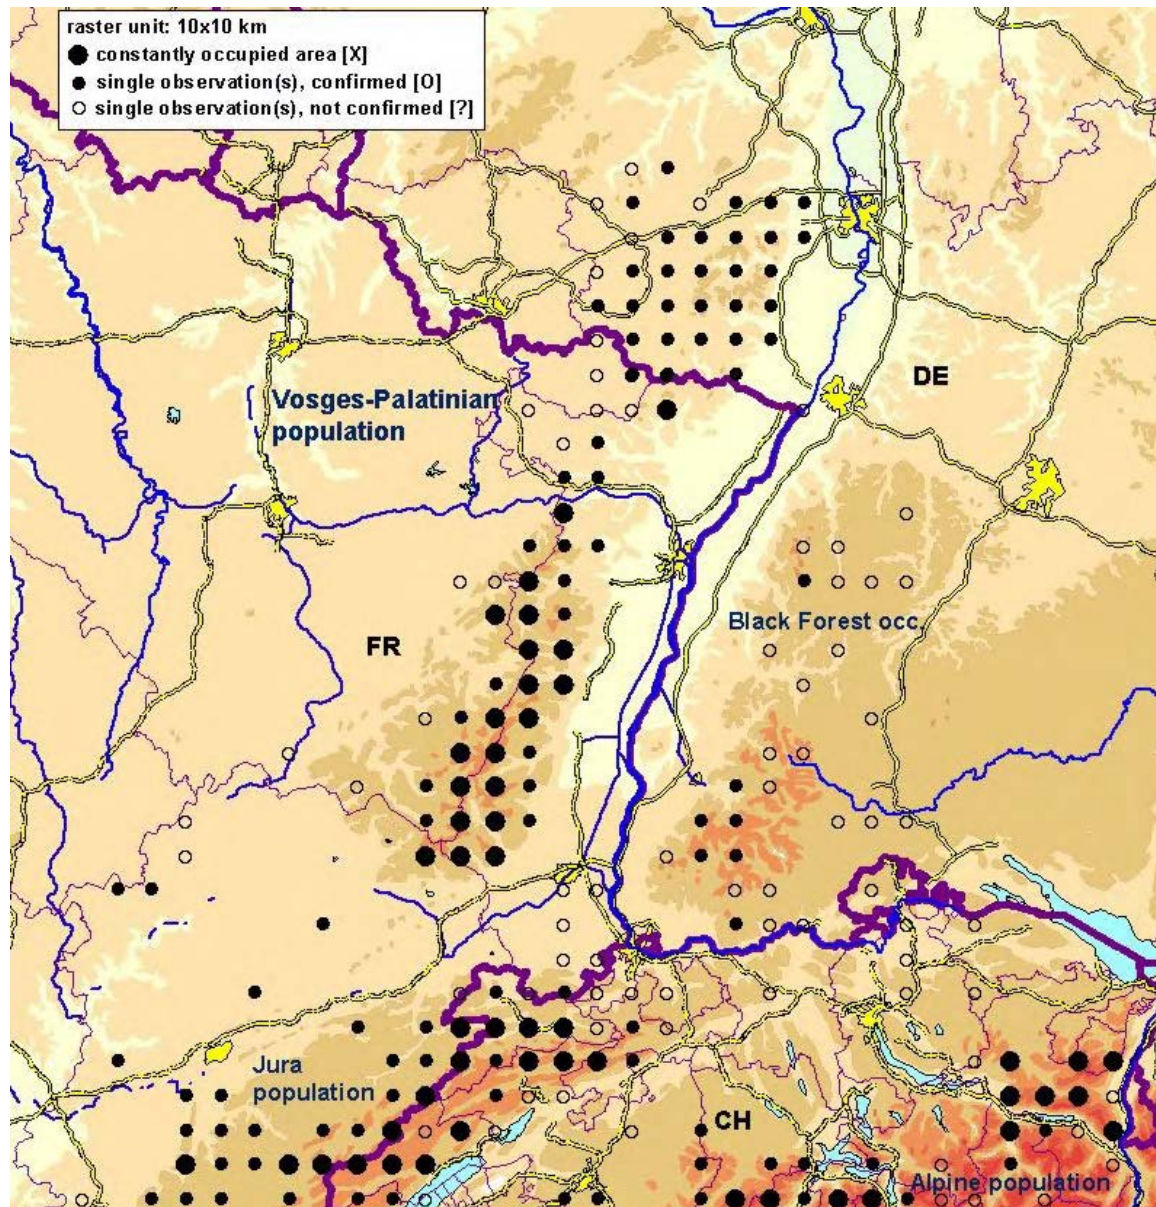 raster unit: 10x10 km
constantly occupied area [X]
single observation(s), confirmed [O]
single observation(s), not confirmed [?]
DE
Vosges-Palatinian
population
Black Forest occ.
FR
Jura
population
CH
Alpine population